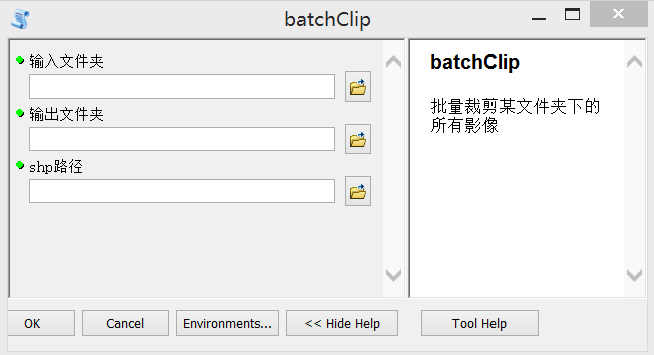 batchClip
输入文件夹
输出文件夹
shp路径
batchClip
批量裁剪某文件夹下的
所有影像
OK
Cancel
Environments...
<< Hide Help
Tool Help